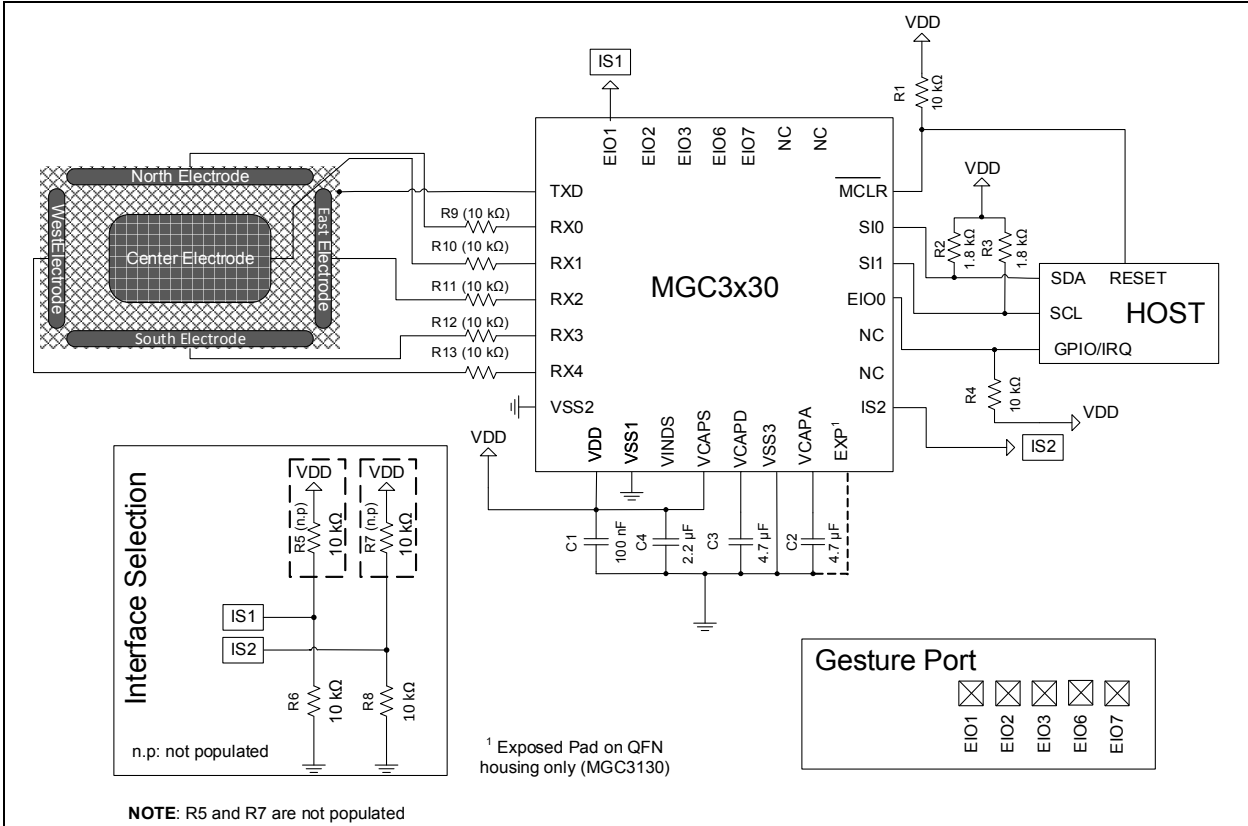 VDD
IS1
R1
10 kΩ
EIO1
EIO2
EIO3
EIO6
EIO7
NC
NC
North Electrode
West Electrode
Center Electrode
East Electrode
South Electrode
TXD
RX0
RX1
RX2
RX3
RX4
VSS2
R9 (10 kΩ)
R10 (10 kΩ)
R11 (10 kΩ)
R12 (10 kΩ)
R13 (10 kΩ)
MGC3x30
MCLR
SI0
SI1
EIO0
NC
NC
IS2
VDD
R2
1.8 kΩ
R3
1.8 kΩ
SDA RESET
SCL HOST
GPIO/IRQ
R4
10 kΩ
VDD
IS2
VDD
VDD
VSS1
VINDS
VCAPS
VCAPD
VSS3
VCAPA
EXP¹
C1
100 nF
C4
2.2 µF
C3
4.7 µF
C2
4.7 µF
Interface Selection
VDD
VDD
R5 (n.p)
10 kΩ
R7 (n.p)
10 kΩ
IS1
IS2
R6
10 kΩ
R8
10 kΩ
n.p: not populated
¹ Exposed Pad on QFN
housing only (MGC3130)
Gesture Port
EIO1
EIO2
EIO3
EIO6
EIO7
NOTE: R5 and R7 are not populated